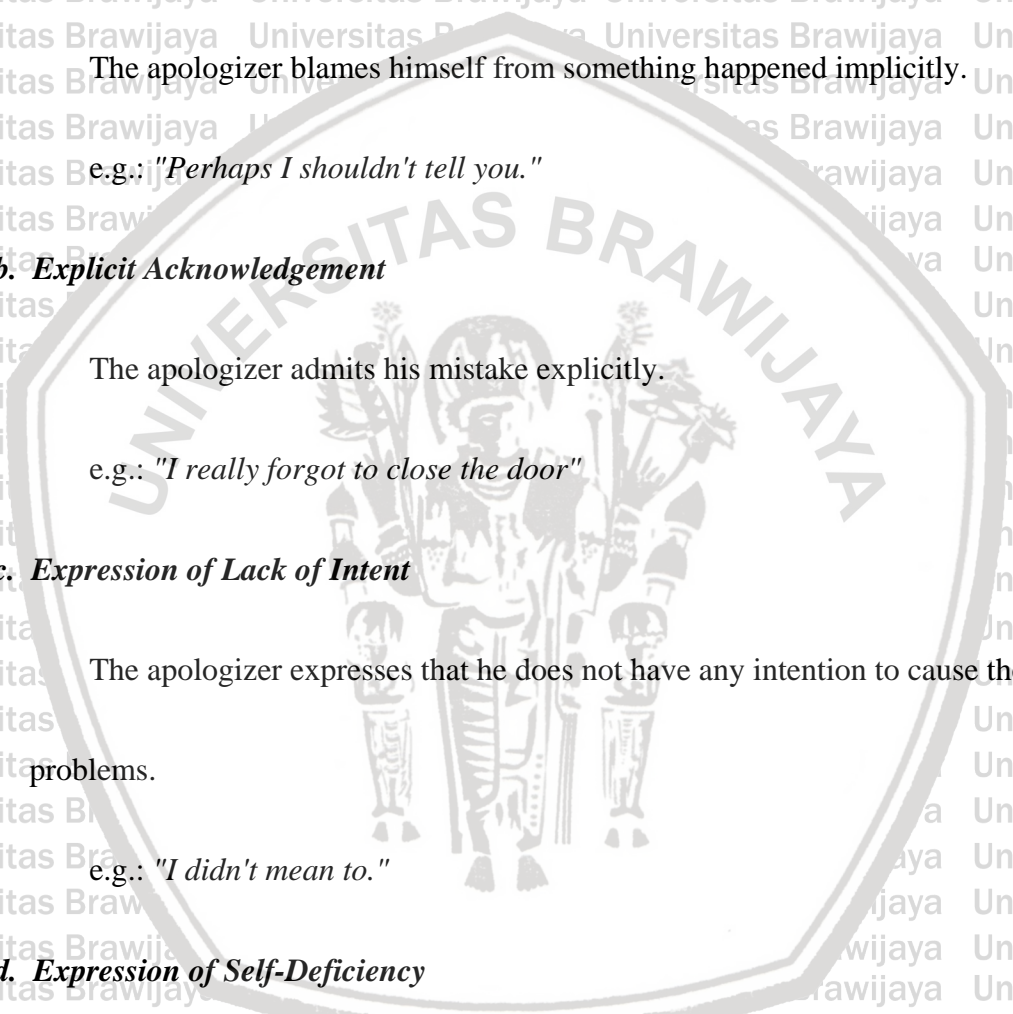 The apologizer blames himself from something happened implicitly.
e.g.: "Perhaps I shouldn't tell you."
b. Explicit Acknowledgement
The apologizer admits his mistake explicitly.
e.g.: "I really forgot to close the door"
c. Expression of Lack of Intent
The apologizer expresses that he does not have any intention to cause the
problems.
e.g.: "I didn't mean to."
d. Expression of Self-Deficiency
UNIVERSITAS BRAWIJAYA